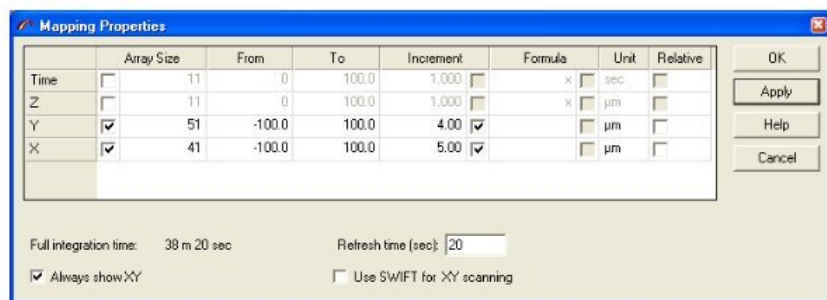 Mapping Properties
Array Size From To Increment Formula Unit Relative
Time 11 0 100.0 1.000 x sec
Z 11 0 100.0 1.000 x µm
Y 51 -100.0 100.0 4.00 µm
X 41 -100.0 100.0 5.00 µm
OK
Apply
Help
Cancel
Full integration time: 38 m 20 sec Refresh time (sec): 20
Always show XY Use SWIFT for XY scanning